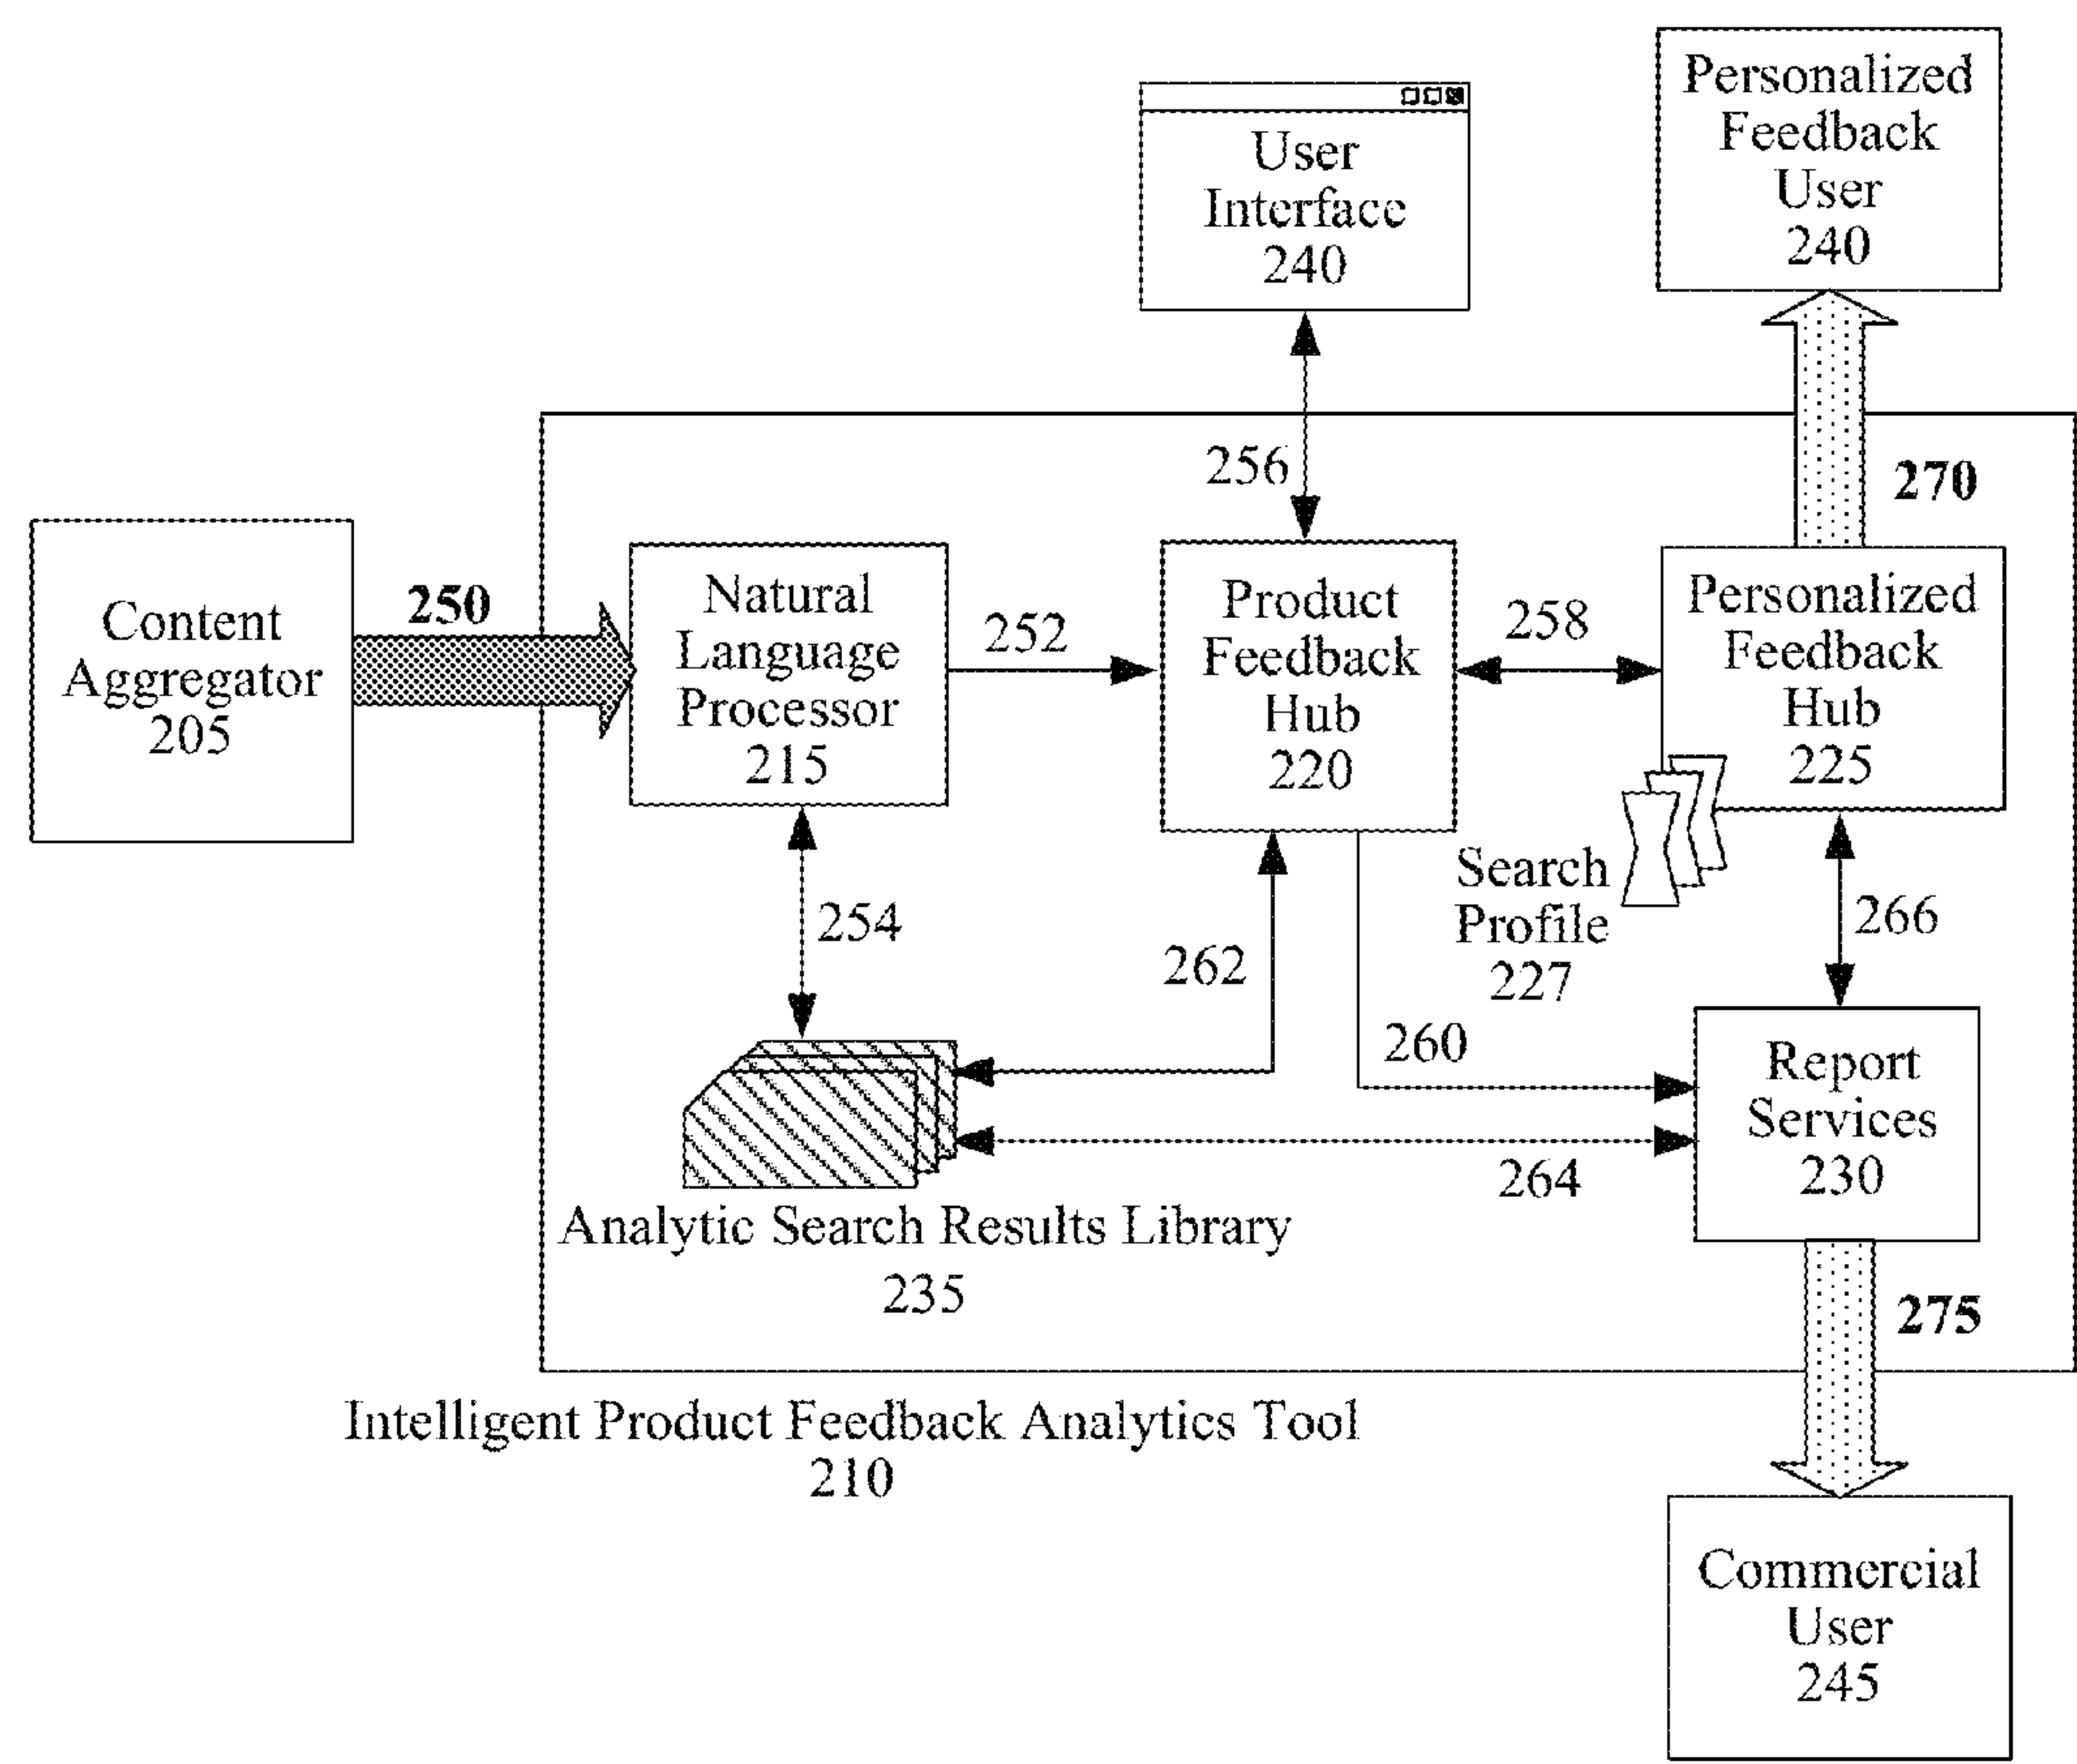 Personalized
Feedback
User
240
User
Interface
240
256
270
Content
Aggregator
205
250
Natural
Language
Processor
215
252
Product
Feedback
Hub
220
258
Personalized
Feedback
Hub
225
254
262
Search
Profile
227
266
260
Report
Services
230
264
Analytic Search Results Library
235
275
Intelligent Product Feedback Analytics Tool
210
Commercial
User
245